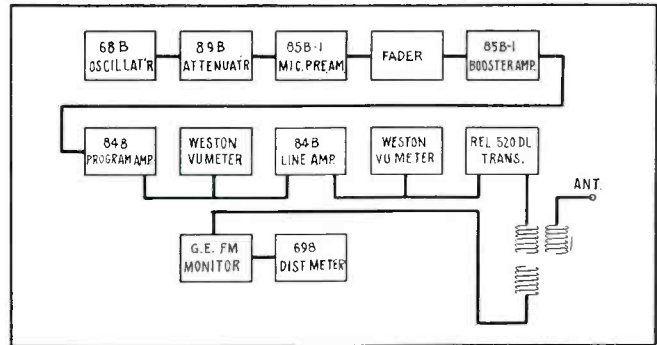 68B
OSCILLAT'R
89B
ATTENUAT'R
85B-1
MIC. PREAM.
FADER
85B-1
BOOSTER AMP.
84B
PROGRAM AMP.
WESTON
VU METER
84B
LINE AMP.
WESTON
VU METER
REL 520 DL
TRANS.
ANT.
G.E. FM
MONITOR
69B
DIST METER